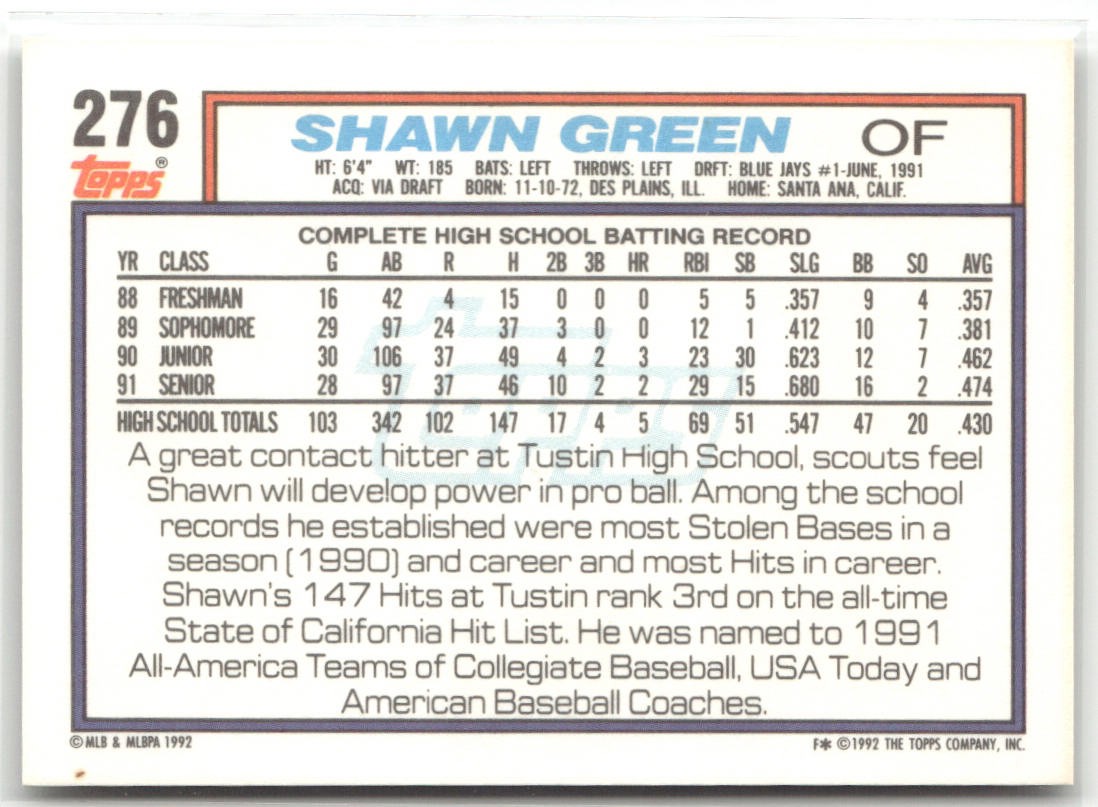 276
Topps®
SHAWN GREEN OF
HT: 6'4" WT: 185 BATS: LEFT THROWS: LEFT DRFT: BLUE JAYS #1-JUNE, 1991
ACQ: VIA DRAFT BORN: 11-10-72, DES PLAINS, ILL. HOME: SANTA ANA, CALIF.
COMPLETE HIGH SCHOOL BATTING RECORD
YR CLASS G AB R H 2B 3B HR RBI SB SLG BB SO AVG
88 FRESHMAN 16 42 4 15 0 0 0 5 5 .357 9 4 .357
89 SOPHOMORE 29 97 24 37 3 0 0 12 1 .412 10 7 .381
90 JUNIOR 30 106 37 49 4 2 3 23 30 .623 12 7 .462
91 SENIOR 28 97 37 46 10 2 2 29 15 .680 16 2 .474
HIGH SCHOOL TOTALS 103 342 102 147 17 4 5 69 51 .547 47 20 .430
A great contact hitter at Tustin High School, scouts feel
Shawn will develop power in pro ball. Among the school
records he established were most Stolen Bases in a
season (1990) and career and most Hits in career.
Shawn's 147 Hits at Tustin rank 3rd on the all-time
State of California Hit List. He was named to 1991
All-America Teams of Collegiate Baseball, USA Today and
American Baseball Coaches.
© MLB & MLBPA 1992
F* © 1992 THE TOPPS COMPANY, INC.